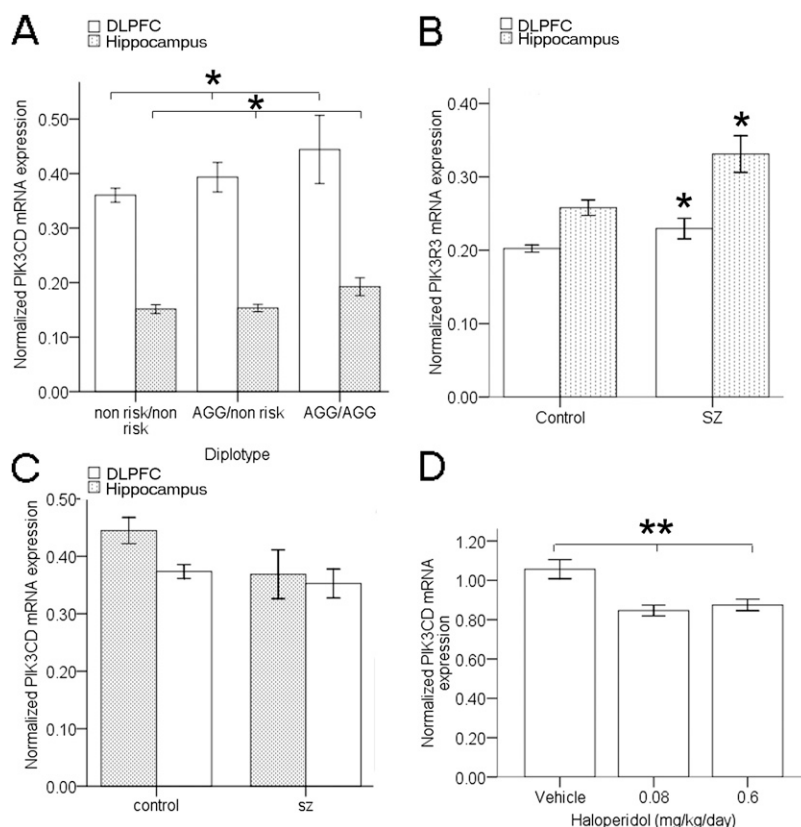 A
DLPFC
Hippocampus
Normalized PIK3CD mRNA expression
0.50
0.40
0.30
0.20
0.10
0.00
*
*
non risk/non risk
AGG/non risk
AGG/AGG
Diplotype
B
DLPFC
Hippocampus
Normalized PIK3R3 mRNA expression
0.40
0.30
0.20
0.10
0.00
*
*
Control
SZ
C
DLPFC
Hippocampus
Normalized PIK3CD mRNA expression
0.50
0.40
0.30
0.20
0.10
0.00
control
sz
D
Normalized PIK3CD mRNA
expression
1.20
1.00
0.80
0.60
0.40
0.20
0.00
**
Vehicle
0.08
0.6
Haloperidol (mg/kg/day)